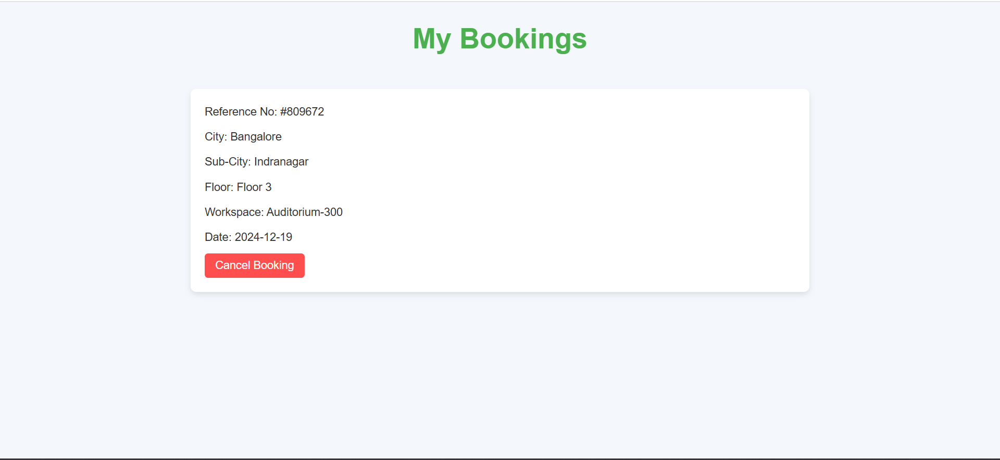 My Bookings
Reference No: #809672
City: Bangalore
Sub-City: Indranagar
Floor: Floor 3
Workspace: Auditorium-300
Date: 2024-12-19
Cancel Booking